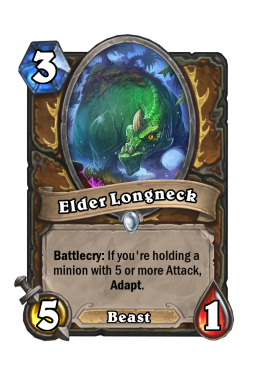 3
Elder Longneck
Battlecry: If you're holding a
minion with 5 or more Attack,
Adapt.
5
Beast
1